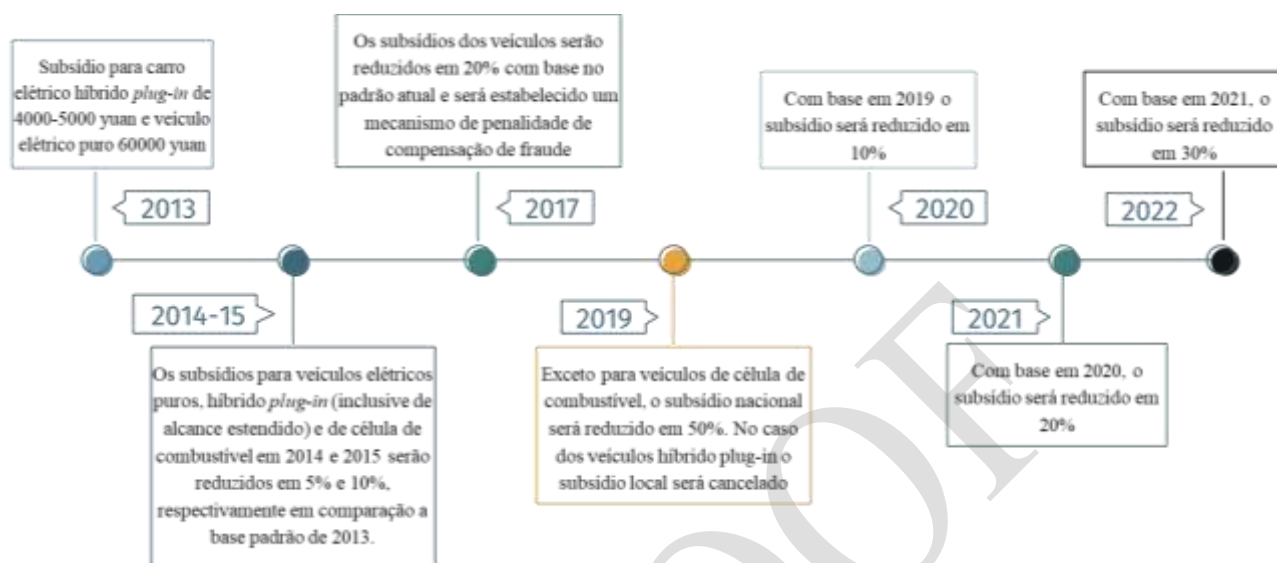 Subsídio para carro
elétrico híbrido plug-in de
4000-5000 yuan e veículo
elétrico puro 60000 yuan
2013
Os subsídios para veículos elétricos
puros, híbrido plug-in (inclusive de
alcance estendido) e de célula de
combustível em 2014 e 2015 serão
reduzidos em 5% e 10%,
respectivamente em comparação a
base padrão de 2013.
2014-15
Os subsídios dos veículos serão
reduzidos em 20% com base no
padrão atual e será estabelecido um
mecanismo de penalidade de
compensação de fraude
2017
2019
Exceto para veículos de célula de
combustível, o subsídio nacional
será reduzido em 50%. No caso
dos veículos híbrido plug-in o
subsídio local será cancelado
Com base em 2019 o
subsídio será reduzido em
10%
2020
2021
Com base em 2020, o
subsídio será reduzido em
20%
Com base em 2021, o
subsídio será reduzido
em 30%
2022